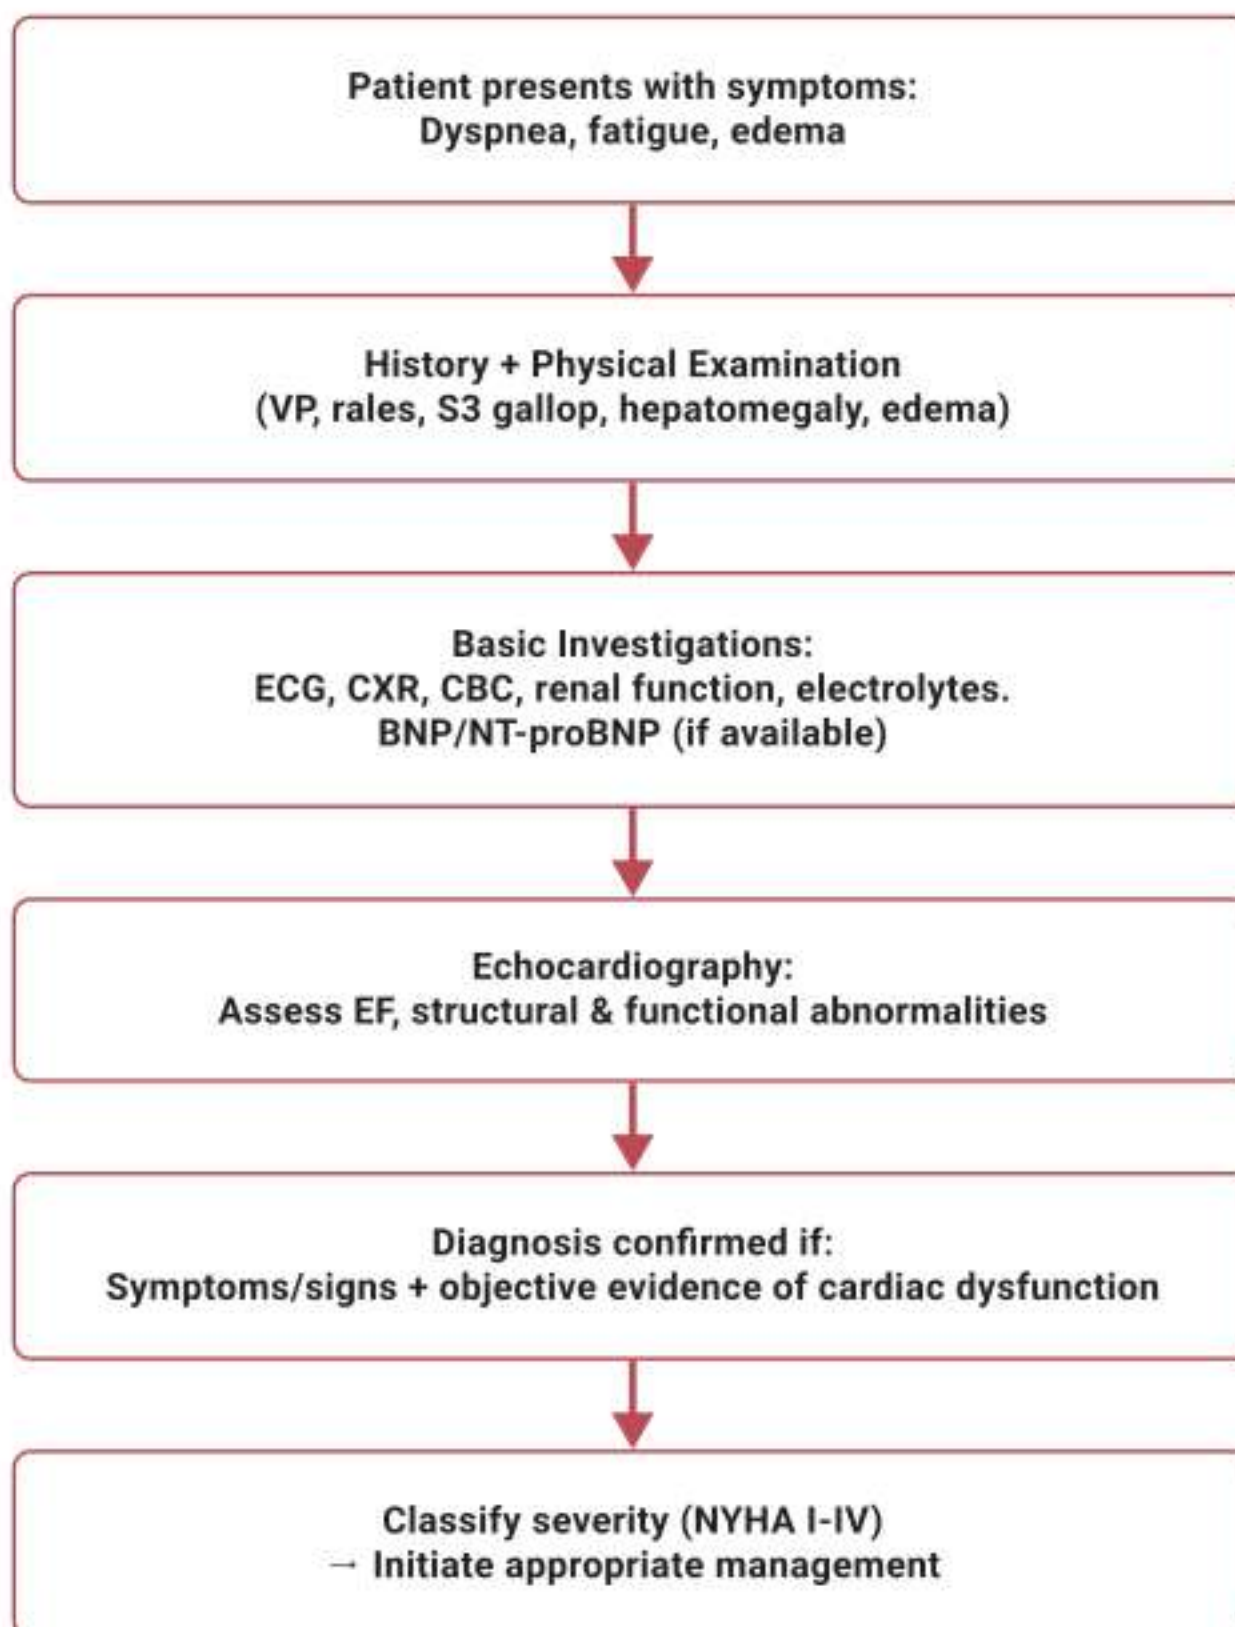 Patient presents with symptoms:
Dyspnea, fatigue, edema
History + Physical Examination
(VP, rales, S3 gallop, hepatomegaly, edema)
Basic Investigations:
ECG, CXR, CBC, renal function, electrolytes.
BNP/NT-proBNP (if available)
Echocardiography:
Assess EF, structural & functional abnormalities
Diagnosis confirmed if:
Symptoms/signs + objective evidence of cardiac dysfunction
Classify severity (NYHA I-IV)
→ Initiate appropriate management